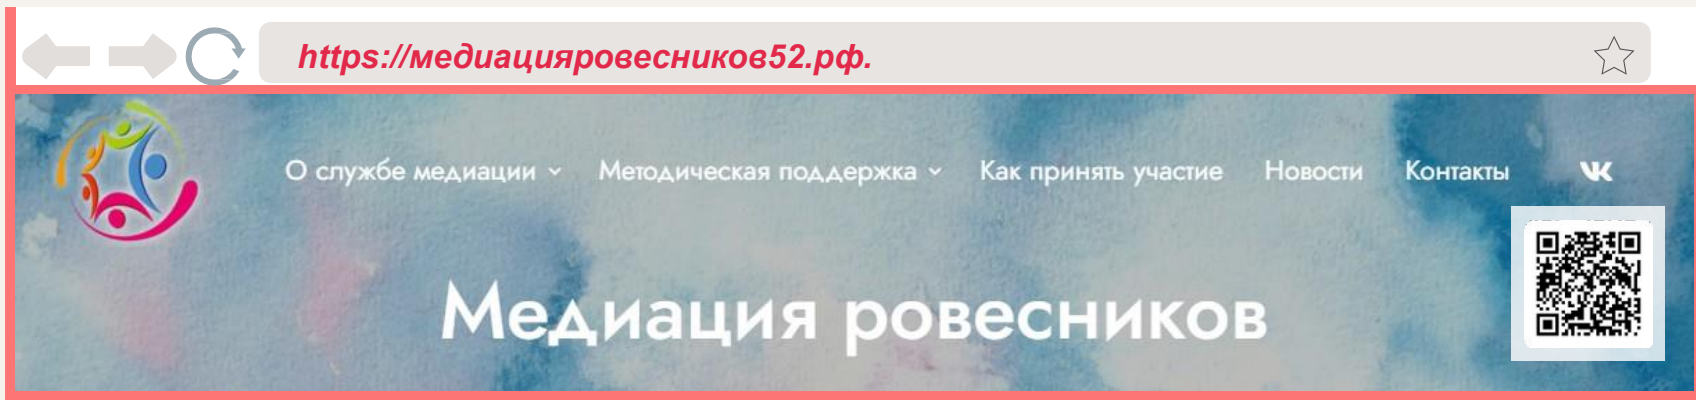 https://медиацияровесников52.рф.
О службе медиации Методическая поддержка Как принять участие Новости Контакты
Медиация ровесников